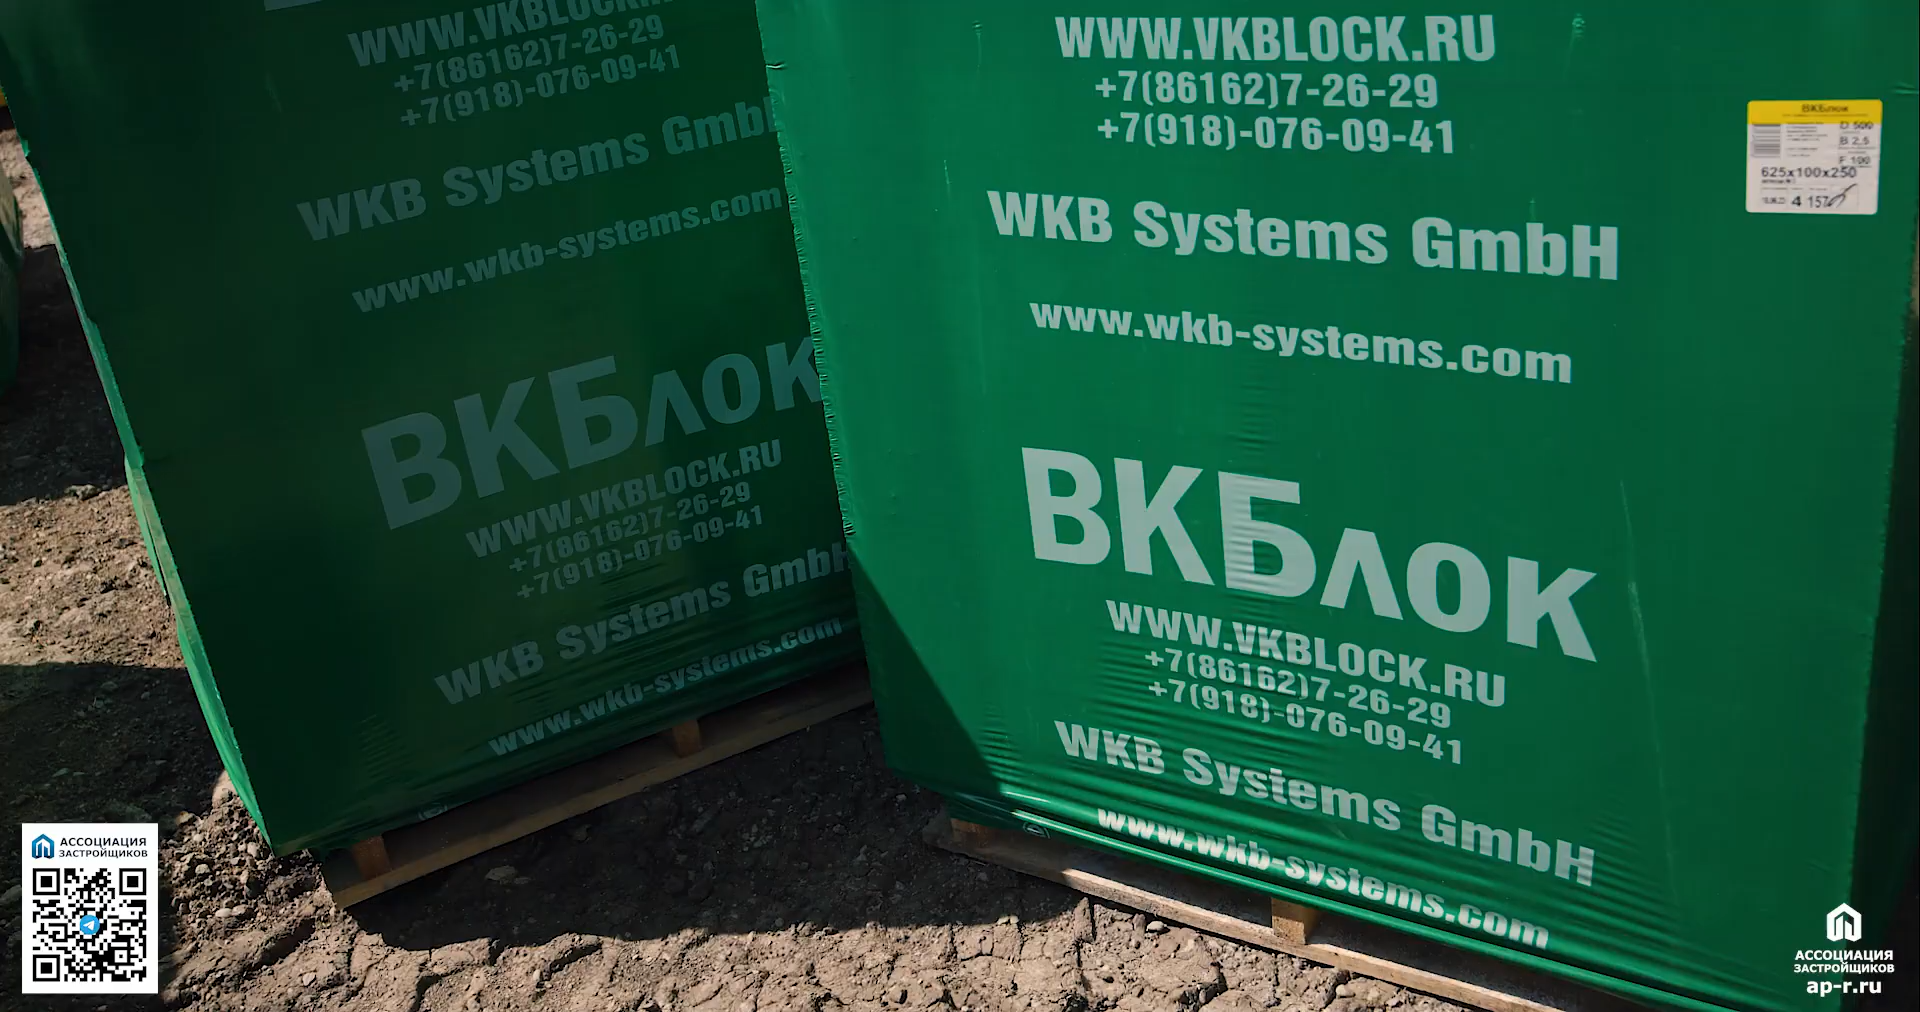 WWW.VKBLOCK.RU
+7(86162)7-26-29
+7(918)-076-09-41
WKB Systems GmbH
www.wkb-systems.com
ВКБлок
WWW.VKBLOCK.RU
+7(86162)7-26-29
+7(918)-076-09-41
WKB Systems GmbH
www.wkb-systems.com
WWW.VKBLOCK.RU
+7(86162)7-26-29
+7(918)-076-09-41
WKB Systems GmbH
www.wkb-systems.com
ВКБлок
WWW.VKBLOCK.RU
+7(86162)7-26-29
+7(918)-076-09-41
WKB Systems GmbH
www.wkb-systems.com
ВКБлок
D 500
B 2,5
F 100
625x100x250
4 157
АССОЦИАЦИЯ
ЗАСТРОЙЩИКОВ
АССОЦИАЦИЯ
ЗАСТРОЙЩИКОВ
ap-r.ru